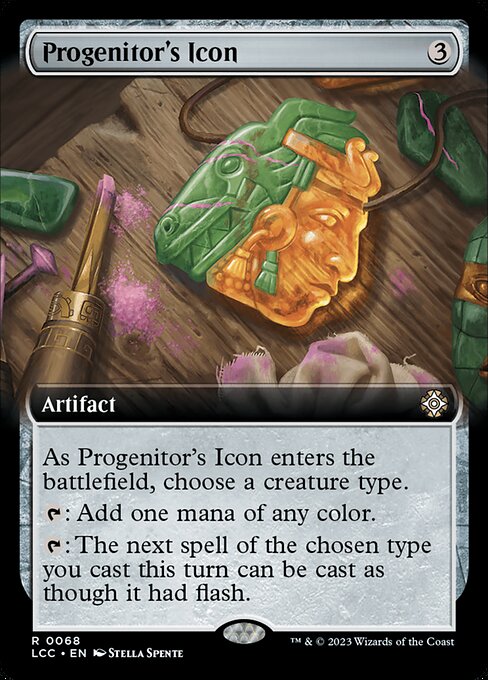 Progenitor's Icon 3
Artifact
As Progenitor's Icon enters the
battlefield, choose a creature type.
: Add one mana of any color.
: The next spell of the chosen type
you cast this turn can be cast as
though it had flash.
R 0068
LCC • EN Stella Spente
™ & © 2023 Wizards of the Coast